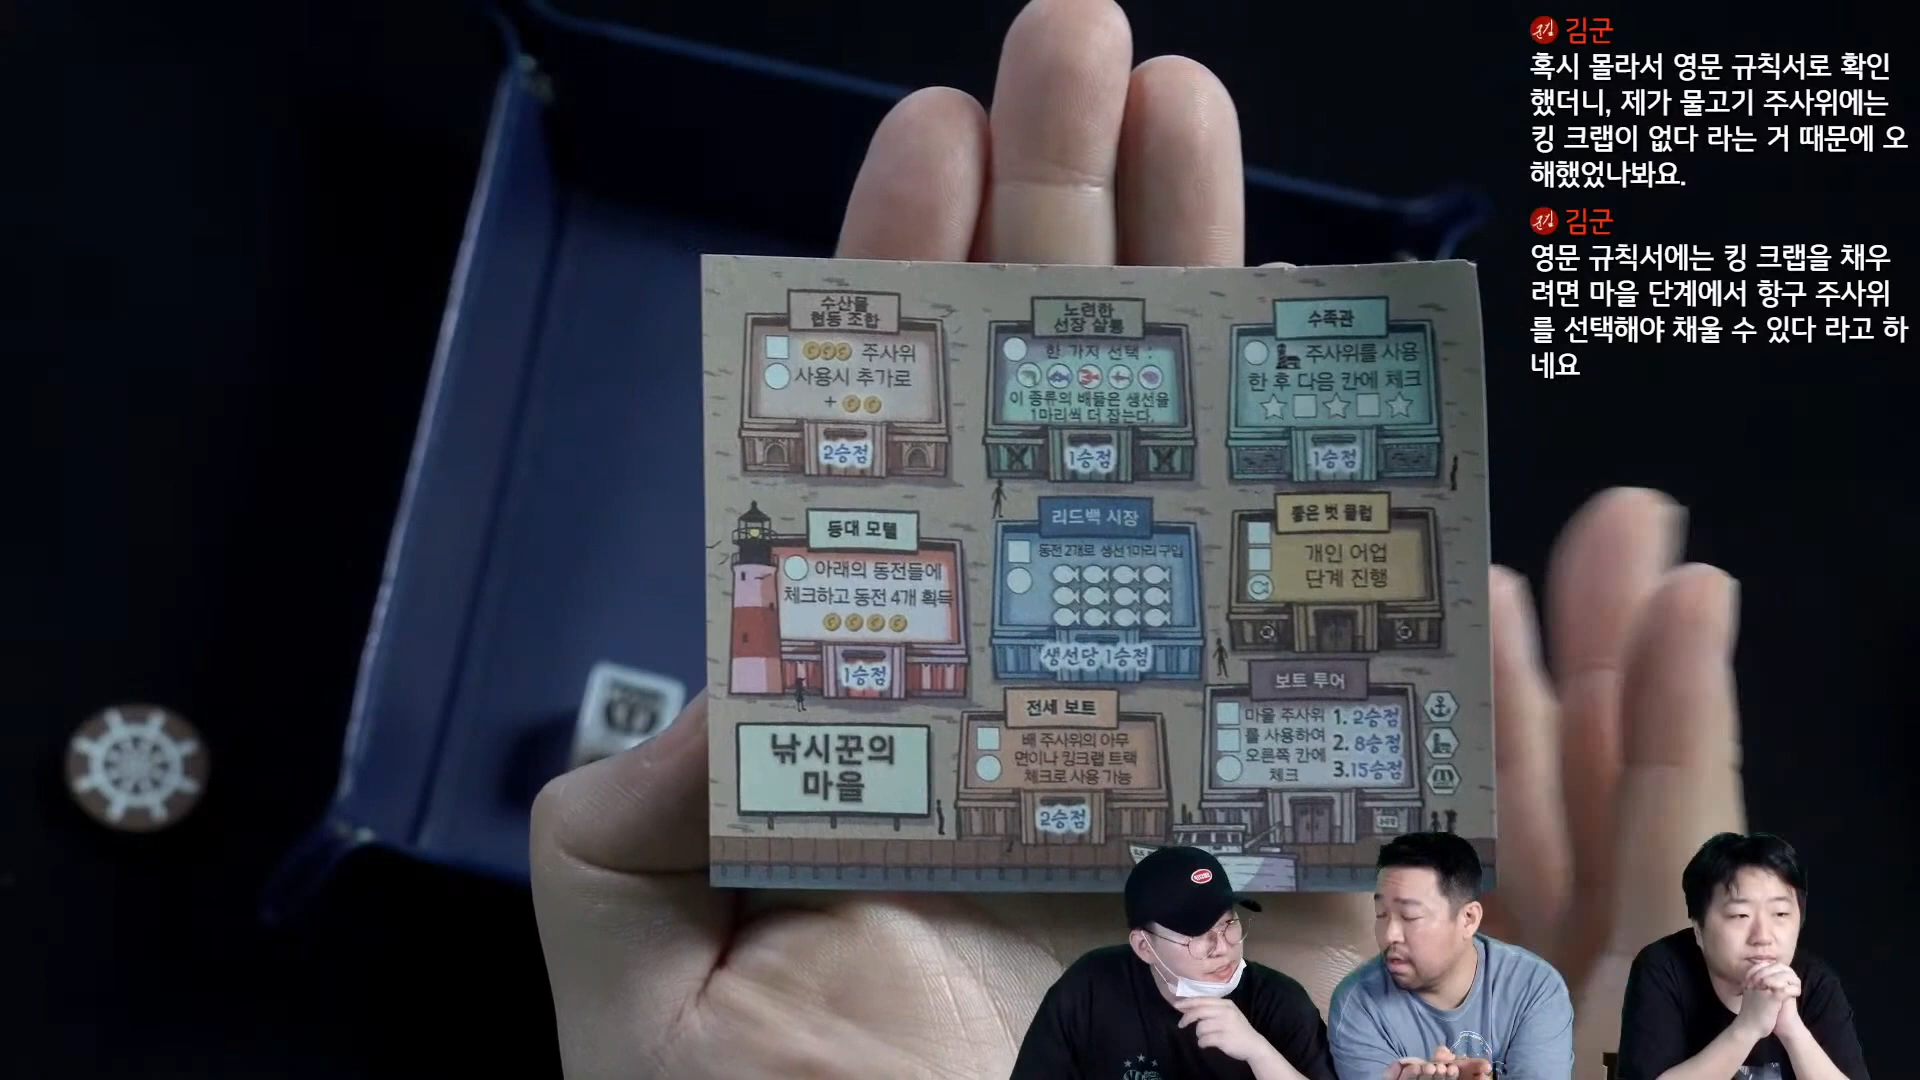 김군
혹시 몰라서 영문 규칙서로 확인
했더니, 제가 물고기 주사위에는
킹 크랩이 없다 라는 거 때문에 오
해했었나봐요.
김군
영문 규칙서에는 킹 크랩을 채우
려면 마을 단계에서 항구 주사위
를 선택해야 채울 수 있다 라고 하
네요
수산물
협동 조합
주사위
사용시 추가로
+
2승점
노련한
선장 살롱
한 가지 선택 :
이 종류의 배들은 생선을
1마리씩 더 잡는다.
1승점
수족관
주사위를 사용
한 후 다음 칸에 체크
1승점
등대 모텔
아래의 동전들에
체크하고 동전 4개 획득
1승점
리드백 시장
동전 2개로 생선 1마리 구입
생선당 1승점
좋은 벗 클럽
개인 어업
단계 진행
낚시꾼의
마을
전세 보트
배 주사위의 아무
면이나 킹크랩 트랙
체크로 사용 가능
2승점
보트 투어
마을 주사위
를 사용하여
오른쪽 칸에
체크
1. 2승점
2. 8승점
3. 15승점